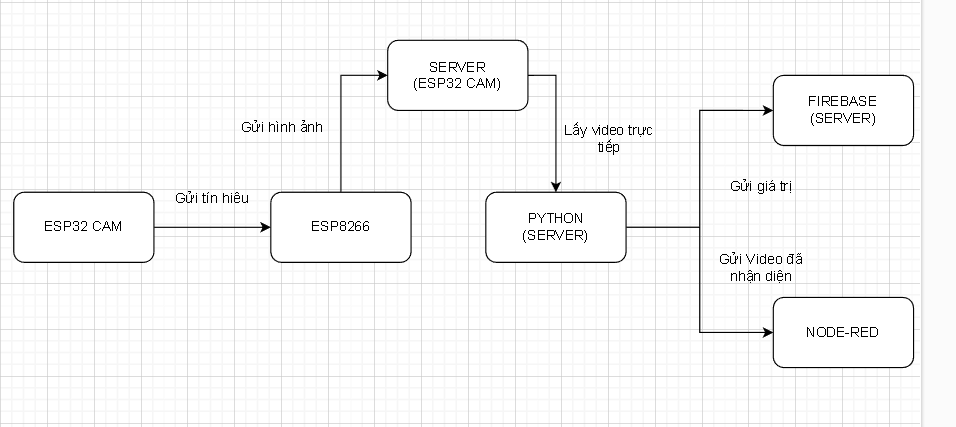 SERVER
(ESP32 CAM)
FIREBASE
(SERVER)
Gửi hình ảnh
Lấy video trực
tiếp
Gửi giá trị
Gửi tín hiêu
ESP32 CAM
ESP8266
PYTHON
(SERVER)
Gửi Video đã
nhận diện
NODE-RED